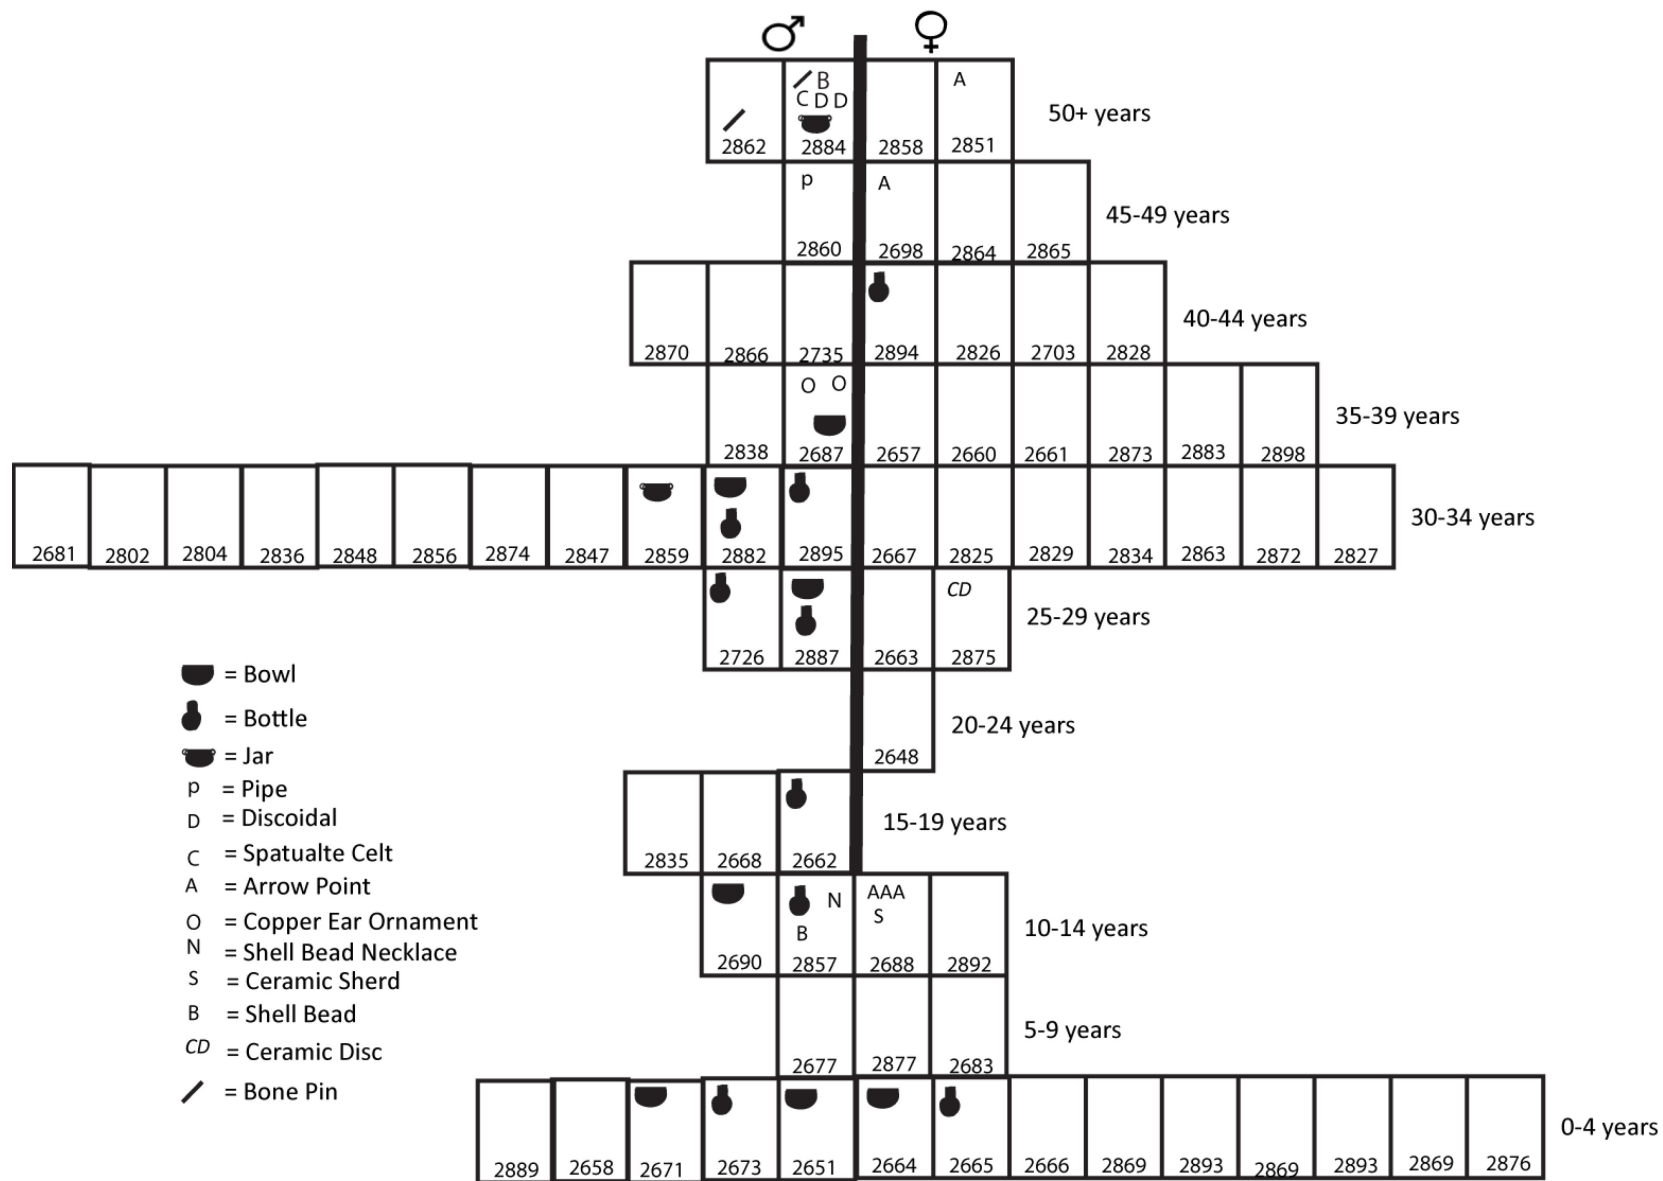 ♂ ♀
B A
C D D
50+ years
2862 2884 2858 2851
p A
45-49 years
2860 2698 2864 2865
40-44 years
2870 2866 2735 2894 2826 2703 2828
O O
35-39 years
2838 2687 2657 2660 2661 2873 2883 2898
30-34 years
2681 2802 2804 2836 2848 2856 2874 2847 2859 2882 2895 2667 2825 2829 2834 2863 2872 2827
CD
25-29 years
2726 2887 2663 2875
20-24 years
2648
15-19 years
2835 2668 2662
N AAA
B S
10-14 years
2690 2857 2688 2892
5-9 years
2677 2877 2683
0-4 years
2889 2658 2671 2673 2651 2664 2665 2666 2869 2893 2869 2893 2869 2876
= Bowl
= Bottle
= Jar
p = Pipe
D = Discoidal
C = Spatualte Celt
A = Arrow Point
O = Copper Ear Ornament
N = Shell Bead Necklace
S = Ceramic Sherd
B = Shell Bead
CD = Ceramic Disc
= Bone Pin